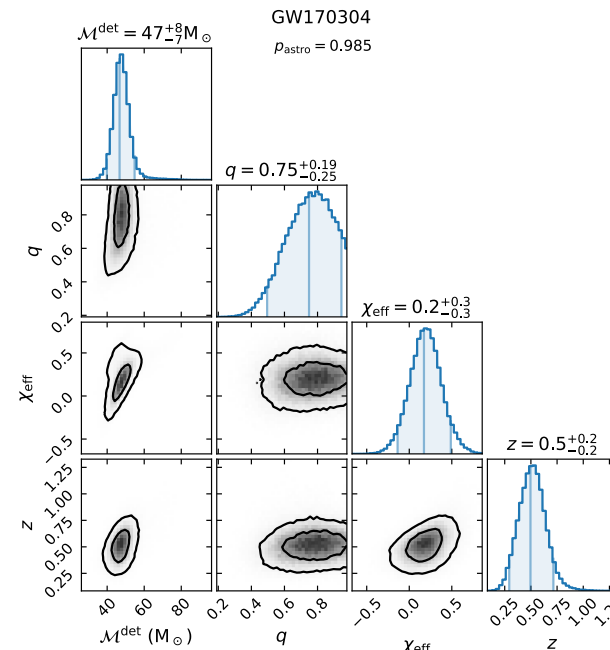 GW170304
p_astro = 0.985
ℳ^det = 47^{+8}_{-7} M_⊙
q = 0.75^{+0.19}_{-0.25}
χ_eff = 0.2^{+0.3}_{-0.3}
z = 0.5^{+0.2}_{-0.2}
q
0.8
0.6
0.4
0.2
χ_eff
0.5
0.0
−0.5
z
1.25
1.00
0.75
0.50
0.25
40 60 80
0.2 0.4 0.6 0.8
−0.5 0.0 0.5
0.25 0.50 0.75 1.00
ℳ^det (M_⊙)
q
χ_eff
z